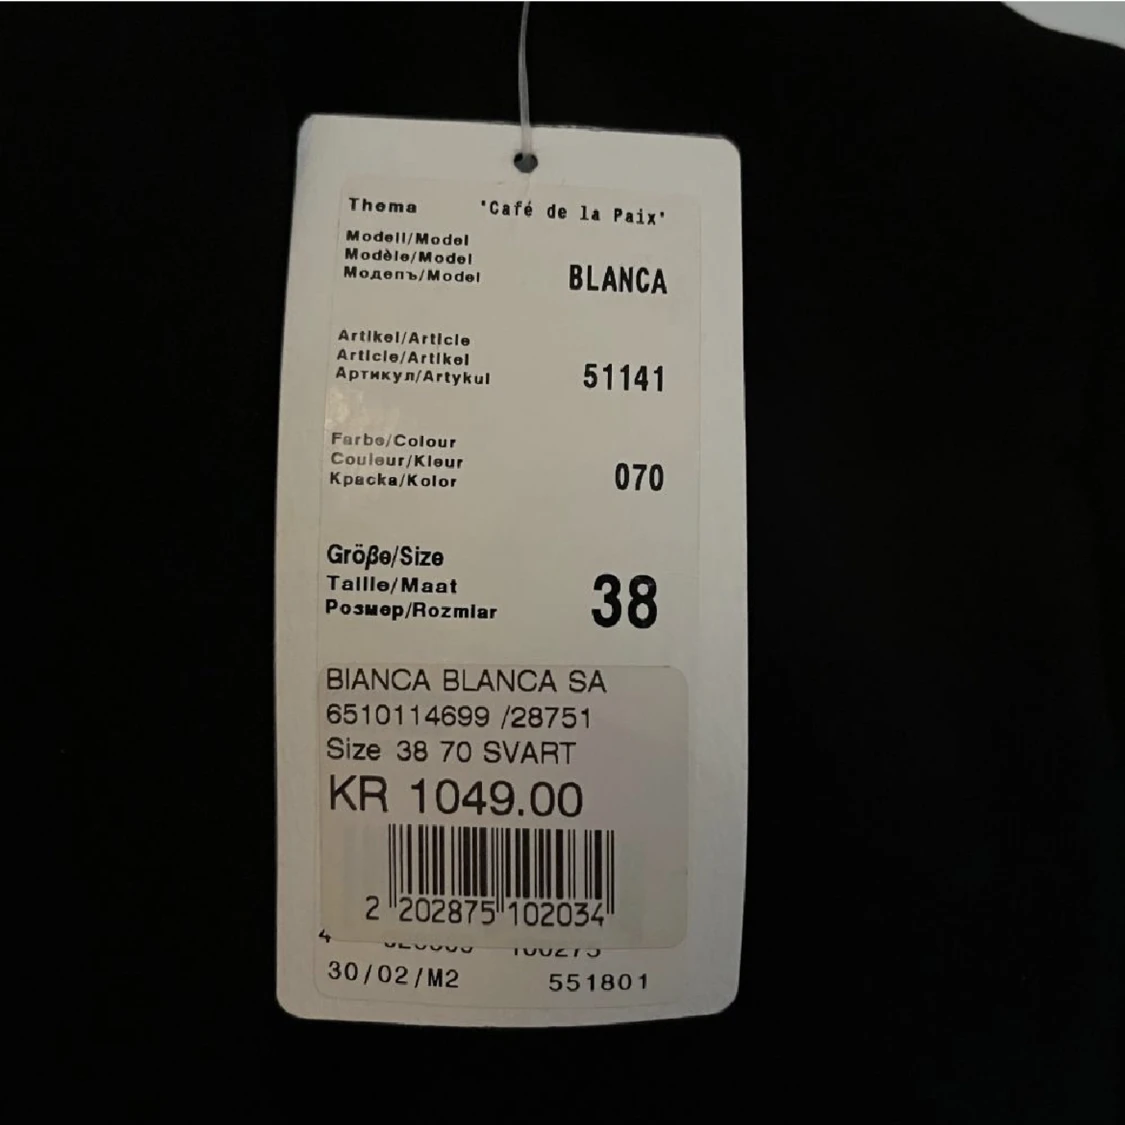 Thema 'Café de la Paix'
Modell/Model
Modèle/Model
Модепъ/Model BLANCA
Artikel/Article
Article/Artikel
Артикул/Artykul 51141
Farbe/Colour
Couleur/Kleur
Краска/Kolor 070
Größe/Size
Taille/Maat
Розмер/Rozmiar 38
BIANCA BLANCA SA
6510114699 /28751
Size 38 70 SVART
KR 1049.00
2 202875 102034
4
30/02/M2 551801